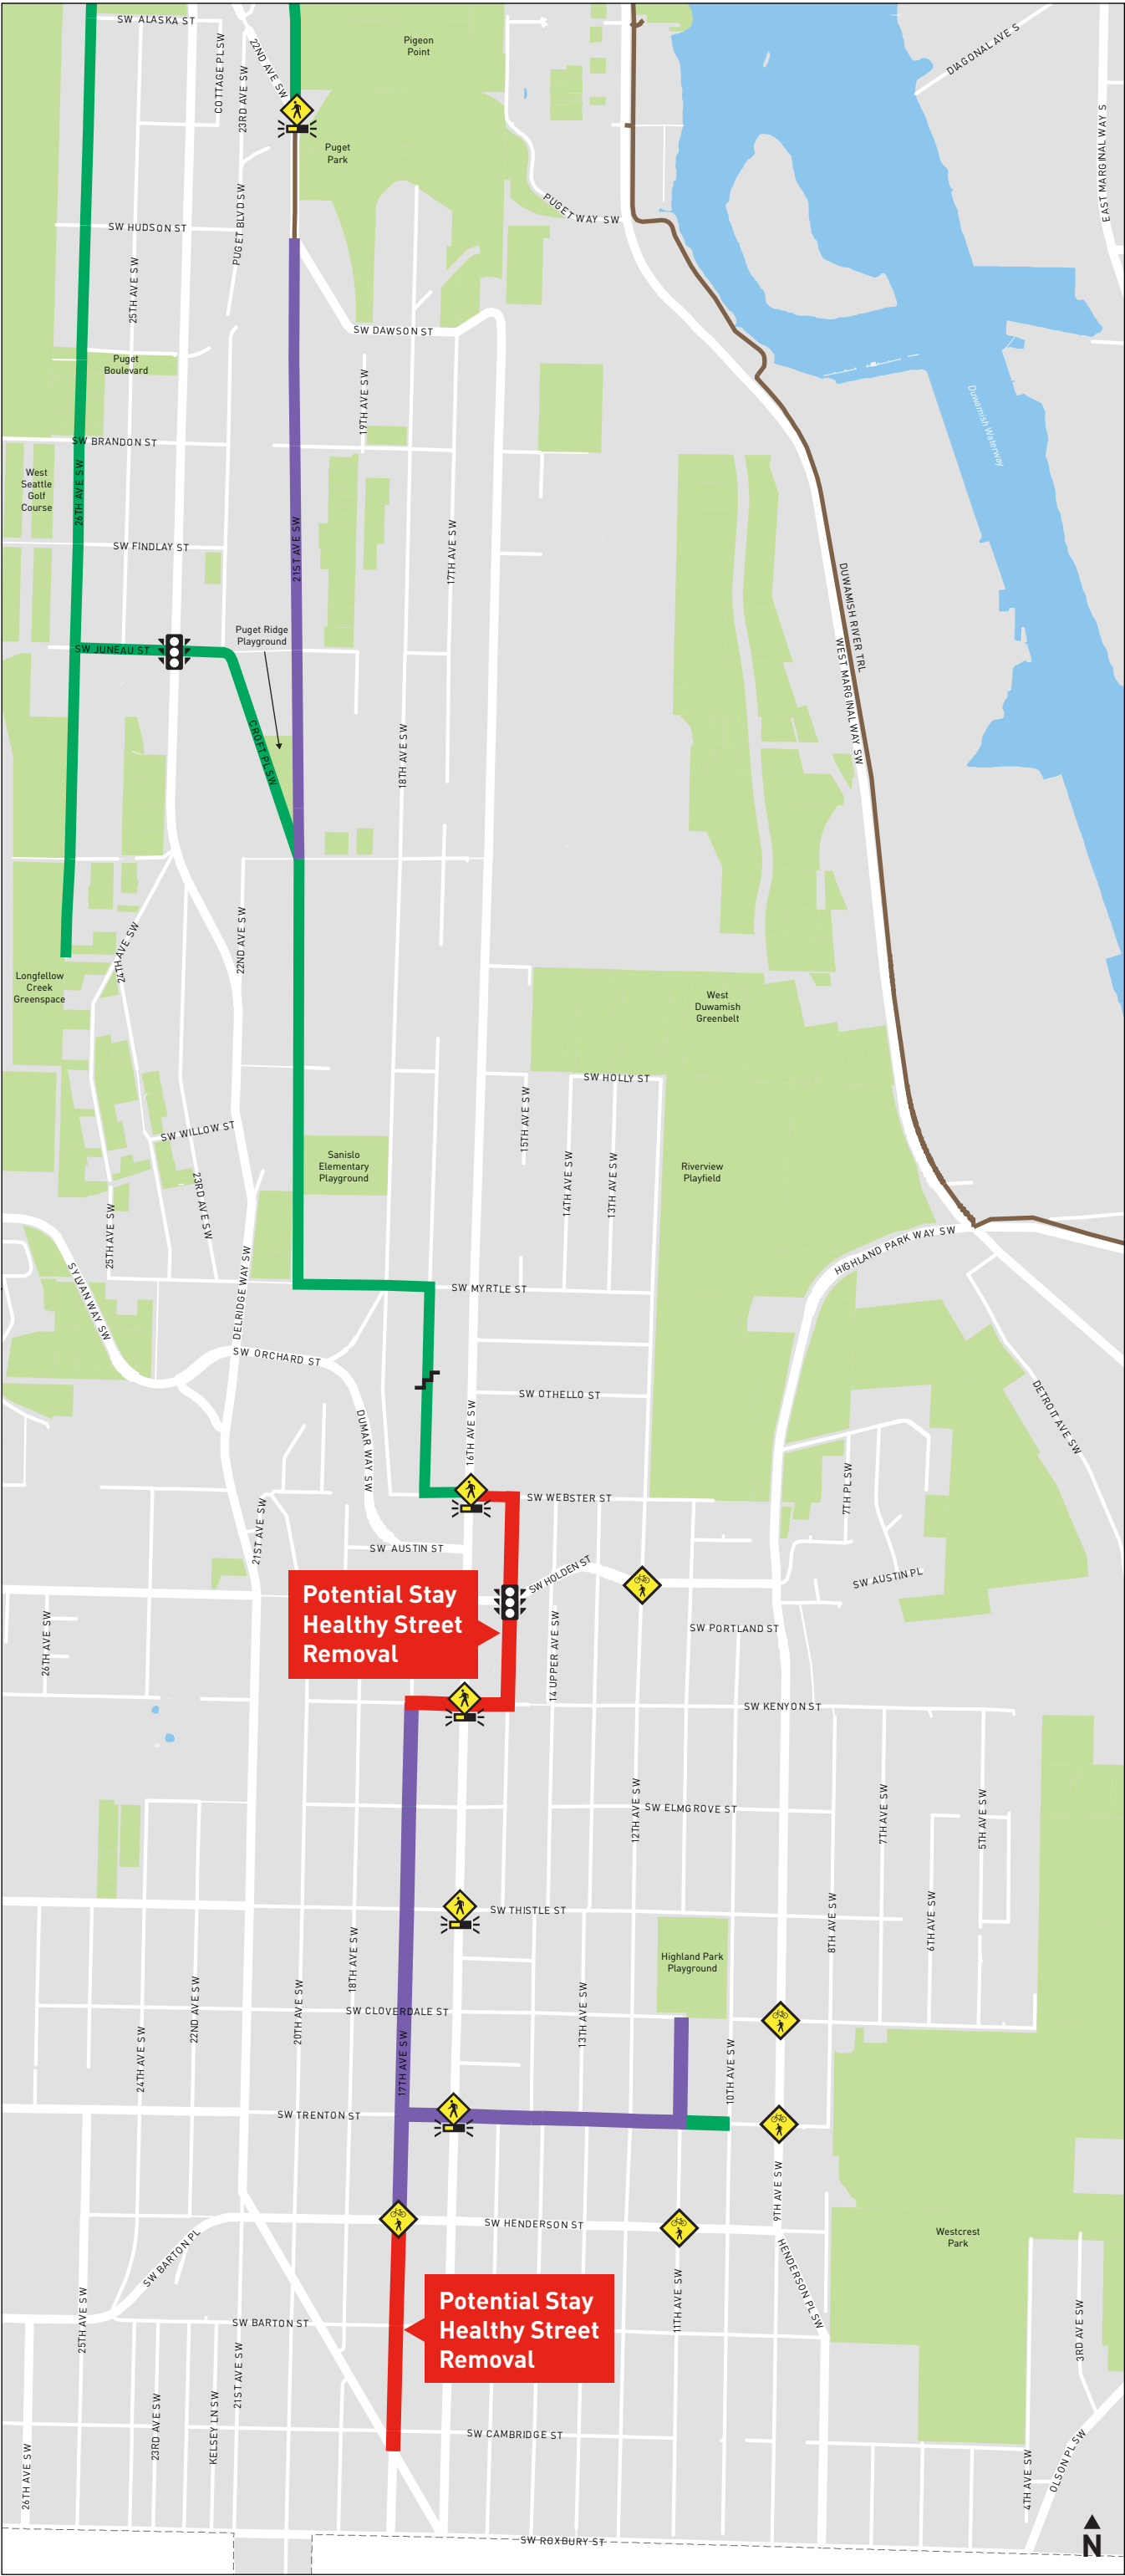 SW ALASKA ST
COTTAGE PL SW
23RD AVE SW
22ND AVE SW
Pigeon
Point
DIAGONAL AVE S
EAST MARGINAL WAY S
Puget
Park
PUGET WAY SW
PUGET BLVD SW
SW HUDSON ST
25TH AVE SW
SW DAWSON ST
Puget
Boulevard
19TH AVE SW
Duwamish Waterway
SW BRANDON ST
West
Seattle
Golf
Course
26TH AVE SW
SW FINDLAY ST
21ST AVE SW
17TH AVE SW
DUWAMISH RIVER TRL
WEST MARGINAL WAY SW
Puget Ridge
Playground
SW JUNEAU ST
CROFT PL SW
18TH AVE SW
24TH AVE SW
22ND AVE SW
Longfellow
Creek
Greenspace
West
Duwamish
Greenbelt
SW HOLLY ST
15TH AVE SW
SW WILLOW ST
Sanislo
Elementary
Playground
14TH AVE SW
13TH AVE SW
Riverview
Playfield
23RD AVE SW
25TH AVE SW
HIGHLAND PARK WAY SW
SYLVAN WAY SW
DELRIDGE WAY SW
SW MYRTLE ST
SW ORCHARD ST
SW OTHELLO ST
DETROIT AVE SW
DUMAR WAY SW
16TH AVE SW
7TH PL SW
SW WEBSTER ST
21ST AVE SW
SW AUSTIN ST
SW HOLDEN ST
SW AUSTIN PL
Potential Stay
Healthy Street
Removal
26TH AVE SW
14 UPPER AVE SW
SW PORTLAND ST
SW KENYON ST
12TH AVE SW
SW ELMGROVE ST
7TH AVE SW
5TH AVE SW
SW THISTLE ST
8TH AVE SW
6TH AVE SW
18TH AVE SW
Highland Park
Playground
22ND AVE SW
20TH AVE SW
SW CLOVERDALE ST
13TH AVE SW
24TH AVE SW
17TH AVE SW
10TH AVE SW
SW TRENTON ST
9TH AVE SW
SW HENDERSON ST
SW BARTON PL
HENDERSON PL SW
Westcrest
Park
11TH AVE SW
Potential Stay
Healthy Street
Removal
25TH AVE SW
SW BARTON ST
3RD AVE SW
21ST AVE SW
23RD AVE SW
KELSEY LN SW
SW CAMBRIDGE ST
26TH AVE SW
4TH AVE SW
OLSON PL SW
SW ROXBURY ST
N